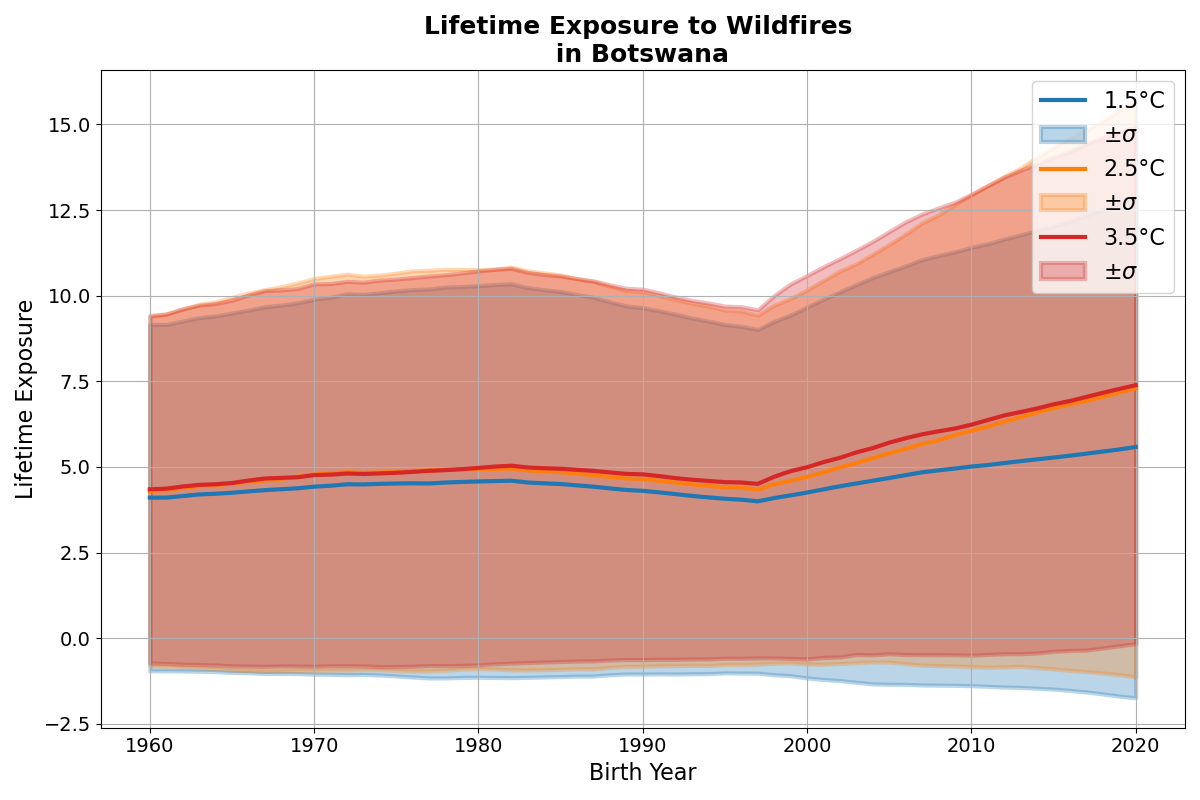 Lifetime Exposure to Wildfires
in Botswana
Lifetime Exposure
15.0
12.5
10.0
7.5
5.0
2.5
0.0
−2.5
1.5°C
±σ
2.5°C
±σ
3.5°C
±σ
1960 1970 1980 1990 2000 2010 2020
Birth Year